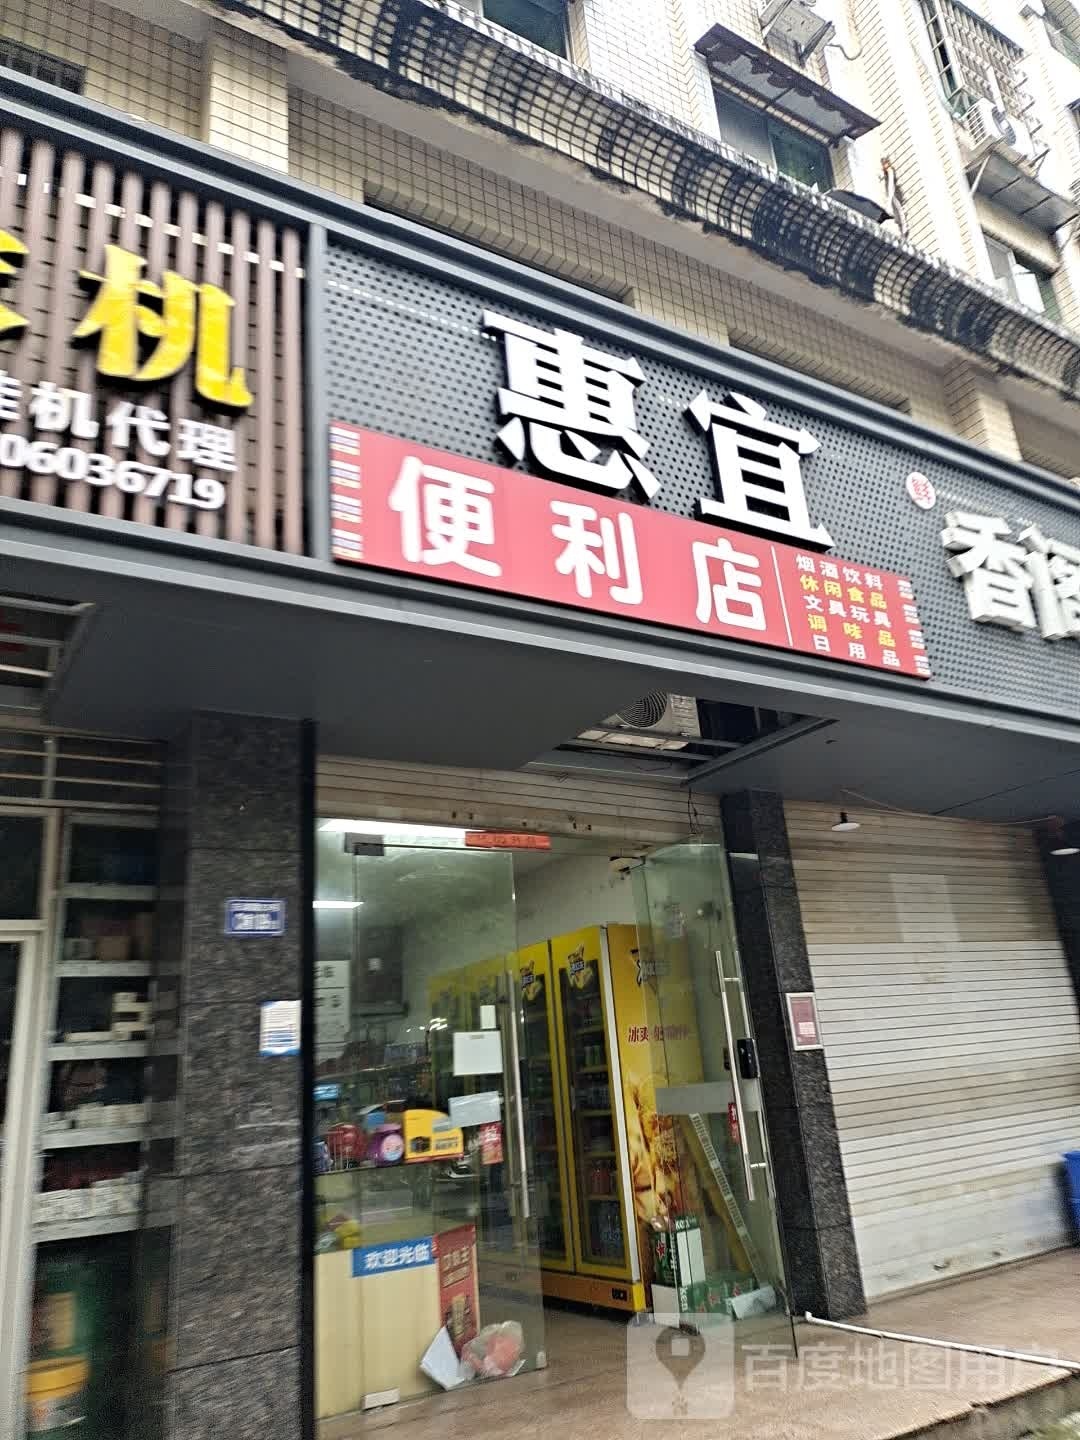 机
挂机代理
06036719
惠宜
便利店
烟酒饮料
休闲食品
文具玩具
调味品
日用品
鲜
香
冰爽
欢迎光临
百度地图用户